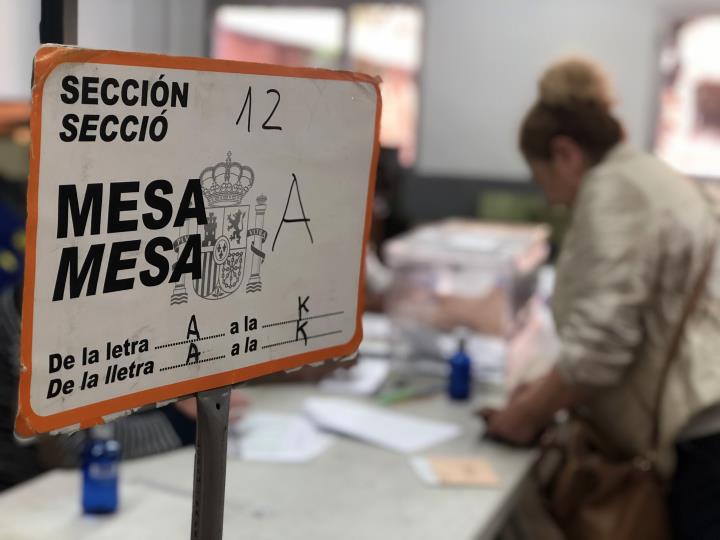 SECCIÓN 12
SECCIÓ
MESA A
MESA
De la letra A a la K
De la lletra A a la K